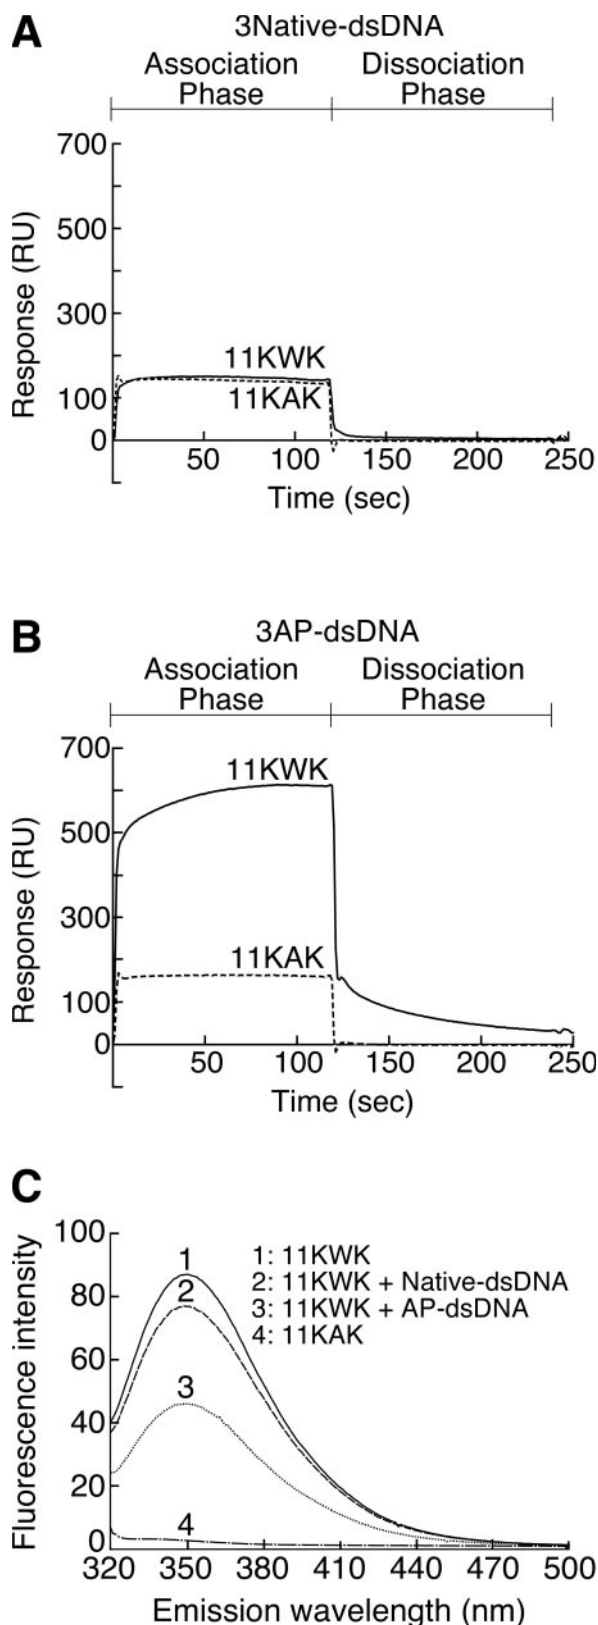 A
3Native-dsDNA
Association Phase
Dissociation Phase
Response (RU)
700
500
300
100
0
11KWK
11KAK
50
100
150
200
250
Time (sec)
B
3AP-dsDNA
Association Phase
Dissociation Phase
Response (RU)
700
500
300
100
0
11KWK
11KAK
50
100
150
200
250
Time (sec)
C
Fluorescence intensity
100
80
60
40
20
0
1
2
3
4
1: 11KWK
2: 11KWK + Native-dsDNA
3: 11KWK + AP-dsDNA
4: 11KAK
320
350
380
410
440
470
500
Emission wavelength (nm)